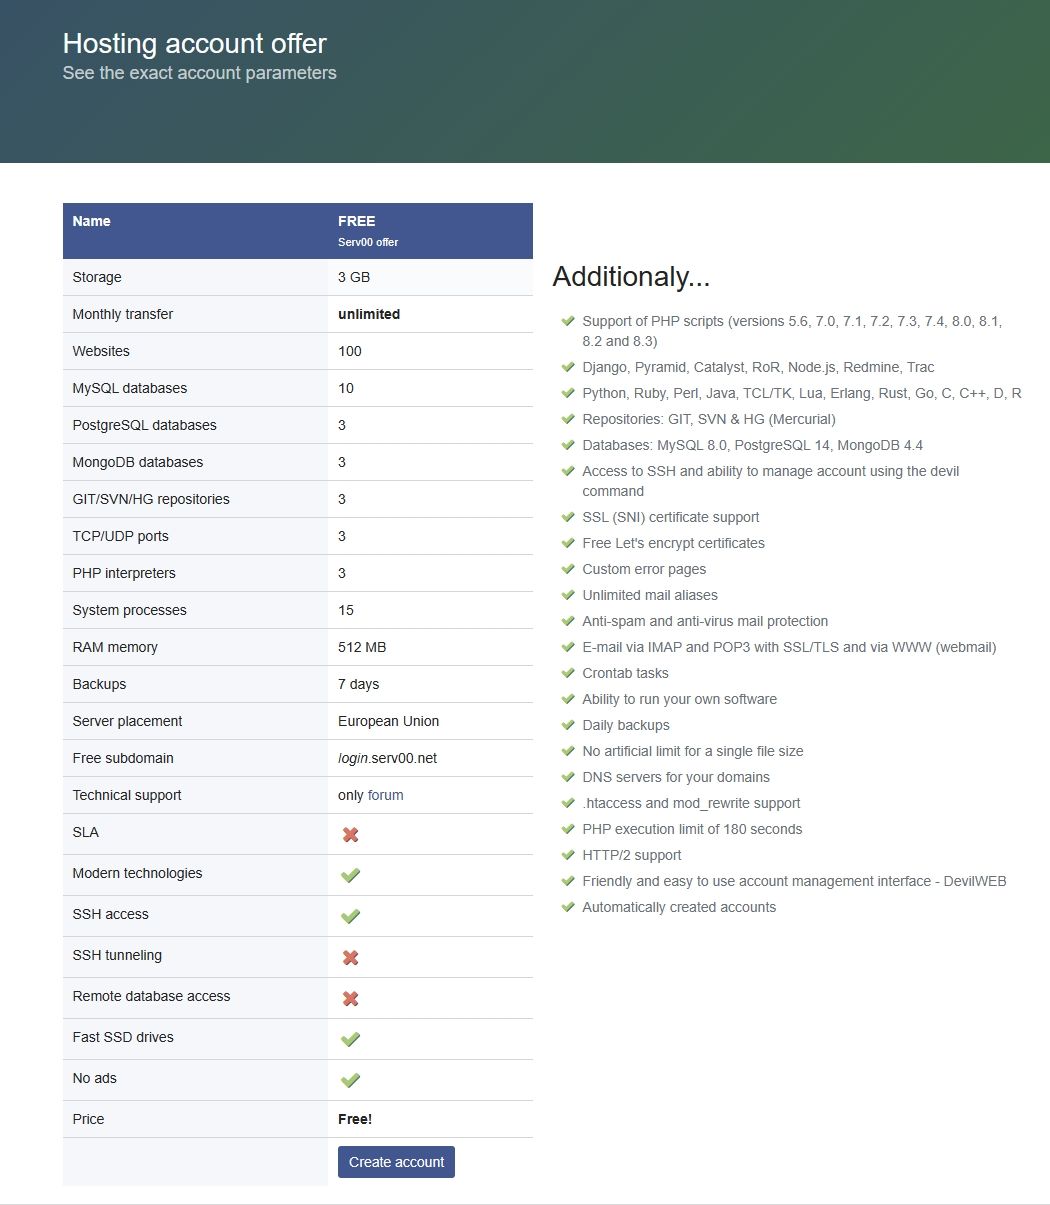 Hosting account offer
See the exact account parameters
Name FREE
Serv00 offer
Storage 3 GB
Monthly transfer unlimited
Websites 100
MySQL databases 10
PostgreSQL databases 3
MongoDB databases 3
GIT/SVN/HG repositories 3
TCP/UDP ports 3
PHP interpreters 3
System processes 15
RAM memory 512 MB
Backups 7 days
Server placement European Union
Free subdomain login.serv00.net
Technical support only forum
SLA
Modern technologies
SSH access
SSH tunneling
Remote database access
Fast SSD drives
No ads
Price Free!
Create account
Additionaly...
Support of PHP scripts (versions 5.6, 7.0, 7.1, 7.2, 7.3, 7.4, 8.0, 8.1,
8.2 and 8.3)
Django, Pyramid, Catalyst, RoR, Node.js, Redmine, Trac
Python, Ruby, Perl, Java, TCL/TK, Lua, Erlang, Rust, Go, C, C++, D, R
Repositories: GIT, SVN & HG (Mercurial)
Databases: MySQL 8.0, PostgreSQL 14, MongoDB 4.4
Access to SSH and ability to manage account using the devil
command
SSL (SNI) certificate support
Free Let's encrypt certificates
Custom error pages
Unlimited mail aliases
Anti-spam and anti-virus mail protection
E-mail via IMAP and POP3 with SSL/TLS and via WWW (webmail)
Crontab tasks
Ability to run your own software
Daily backups
No artificial limit for a single file size
DNS servers for your domains
.htaccess and mod_rewrite support
PHP execution limit of 180 seconds
HTTP/2 support
Friendly and easy to use account management interface - DevilWEB
Automatically created accounts